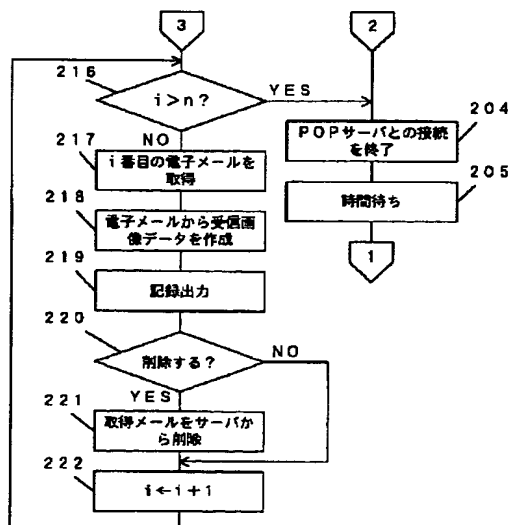 3
2
216
i>n?
YES
204
POPサーバとの接続
を終了
NO
217
i番目の電子メールを
取得
205
時間待ち
218
電子メールから受信画
像データを作成
1
219
記録出力
220
削除する?
NO
YES
221
取得メールをサーバか
ら削除
222
i←i+1